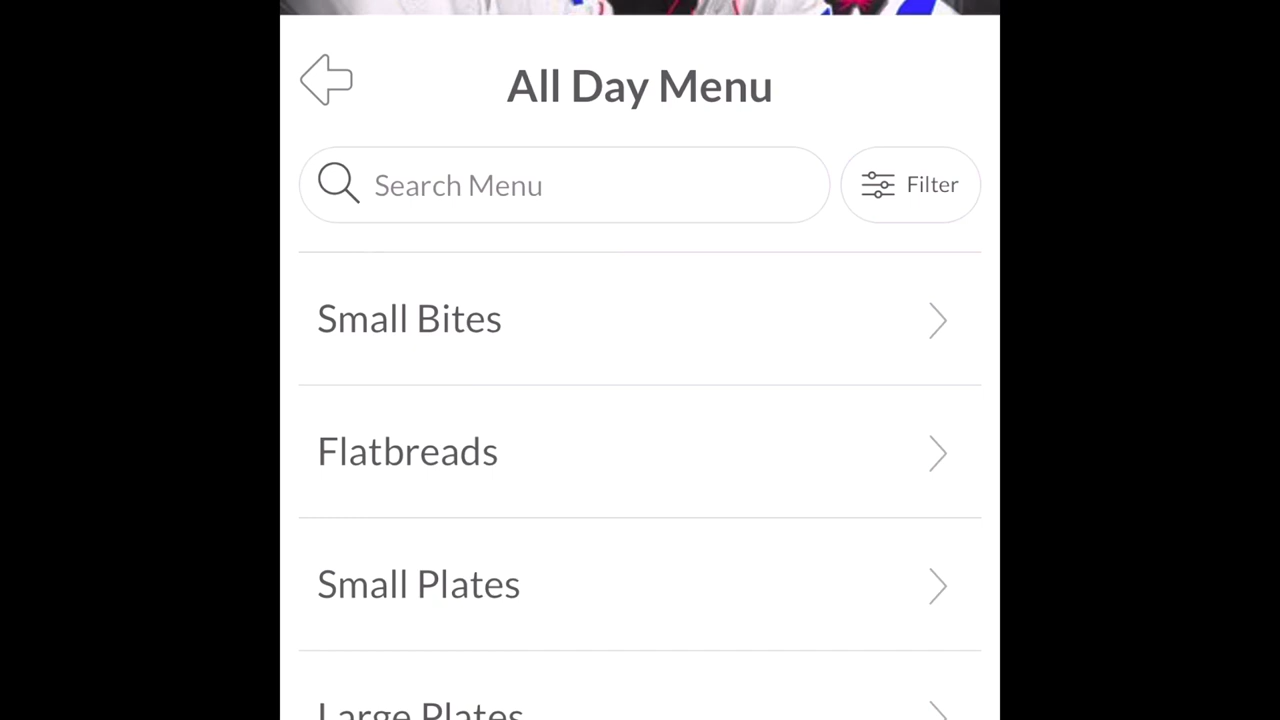 All Day Menu
Search Menu
Filter
Small Bites
Flatbreads
Small Plates
Large Plates